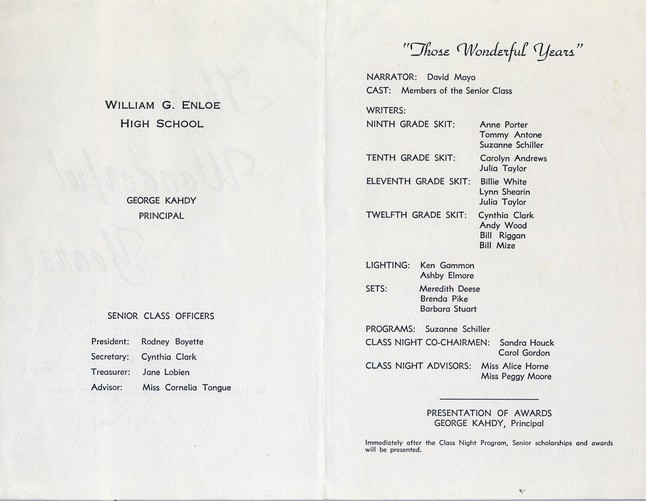 WILLIAM G. ENLOE
HIGH SCHOOL
GEORGE KAHDY
PRINCIPAL
SENIOR CLASS OFFICERS
President: Rodney Boyette
Secretary: Cynthia Clark
Treasurer: Jane Lobien
Advisor: Miss Cornelia Tongue
"Those Wonderful Years"
NARRATOR: David Mayo
CAST: Members of the Senior Class
WRITERS:
NINTH GRADE SKIT: Anne Porter
Tommy Antone
Suzanne Schiller
TENTH GRADE SKIT: Carolyn Andrews
Julia Taylor
ELEVENTH GRADE SKIT: Billie White
Lynn Shearin
Julia Taylor
TWELFTH GRADE SKIT: Cynthia Clark
Andy Wood
Bill Riggan
Bill Mize
LIGHTING: Ken Gammon
Ashby Elmore
SETS: Meredith Deese
Brenda Pike
Barbara Stuart
PROGRAMS: Suzanne Schiller
CLASS NIGHT CO-CHAIRMEN: Sandra Houck
Carol Gordon
CLASS NIGHT ADVISORS: Miss Alice Horne
Miss Peggy Moore
PRESENTATION OF AWARDS
GEORGE KAHDY, Principal
Immediately after the Class Night Program, Senior scholarships and awards
will be presented.